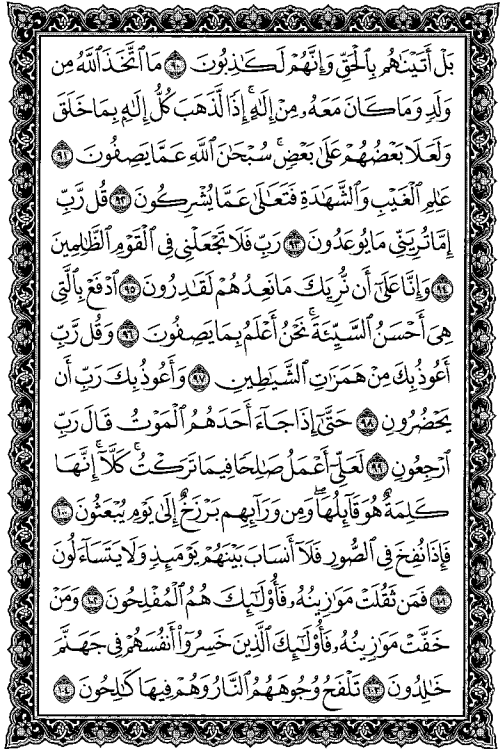 بَلْ أَتَيْنَٰهُم بِٱلْحَقِّ وَإِنَّهُمْ لَكَٰذِبُونَ ٩٠ مَا ٱتَّخَذَ ٱللَّهُ مِن
وَلَدٍ وَمَا كَانَ مَعَهُۥ مِنْ إِلَٰهٍ ۚ إِذًا لَّذَهَبَ كُلُّ إِلَٰهٍۭ بِمَا خَلَقَ
وَلَعَلَا بَعْضُهُمْ عَلَىٰ بَعْضٍ ۚ سُبْحَٰنَ ٱللَّهِ عَمَّا يَصِفُونَ ٩١
عَٰلِمِ ٱلْغَيْبِ وَٱلشَّهَٰدَةِ فَتَعَٰلَىٰ عَمَّا يُشْرِكُونَ ٩٢ قُل رَّبِّ
إِمَّا تُرِيَنِّى مَا يُوعَدُونَ ٩٣ رَبِّ فَلَا تَجْعَلْنِى فِى ٱلْقَوْمِ ٱلظَّٰلِمِينَ
٩٤ وَإِنَّا عَلَىٰٓ أَن نُّرِيَكَ مَا نَعِدُهُمْ لَقَٰدِرُونَ ٩٥ ٱدْفَعْ بِٱلَّتِى
هِىَ أَحْسَنُ ٱلسَّيِّئَةَ ۚ نَحْنُ أَعْلَمُ بِمَا يَصِفُونَ ٩٦ وَقُل رَّبِّ
أَعُوذُ بِكَ مِنْ هَمَزَٰتِ ٱلشَّيَٰطِينِ ٩٧ وَأَعُوذُ بِكَ رَبِّ أَن
يَحْضُرُونِ ٩٨ حَتَّىٰٓ إِذَا جَآءَ أَحَدَهُمُ ٱلْمَوْتُ قَالَ رَبِّ
ٱرْجِعُونِ ٩٩ لَعَلِّىٓ أَعْمَلُ صَٰلِحًا فِيمَا تَرَكْتُ ۚ كَلَّآ ۚ إِنَّهَا
كَلِمَةٌ هُوَ قَآئِلُهَا ۖ وَمِن وَرَآئِهِم بَرْزَخٌ إِلَىٰ يَوْمِ يُبْعَثُونَ ١٠٠
فَإِذَا نُفِخَ فِى ٱلصُّورِ فَلَآ أَنسَابَ بَيْنَهُمْ يَوْمَئِذٍ وَلَا يَتَسَآءَلُونَ
١٠١ فَمَن ثَقُلَتْ مَوَٰزِينُهُۥ فَأُو۟لَٰٓئِكَ هُمُ ٱلْمُفْلِحُونَ ١٠٢ وَمَنْ
خَفَّتْ مَوَٰزِينُهُۥ فَأُو۟لَٰٓئِكَ ٱلَّذِينَ خَسِرُوٓا۟ أَنفُسَهُمْ فِى جَهَنَّمَ
خَٰلِدُونَ ١٠٣ تَلْفَحُ وُجُوهَهُمُ ٱلنَّارُ وَهُمْ فِيهَا كَٰلِحُونَ ١٠٤